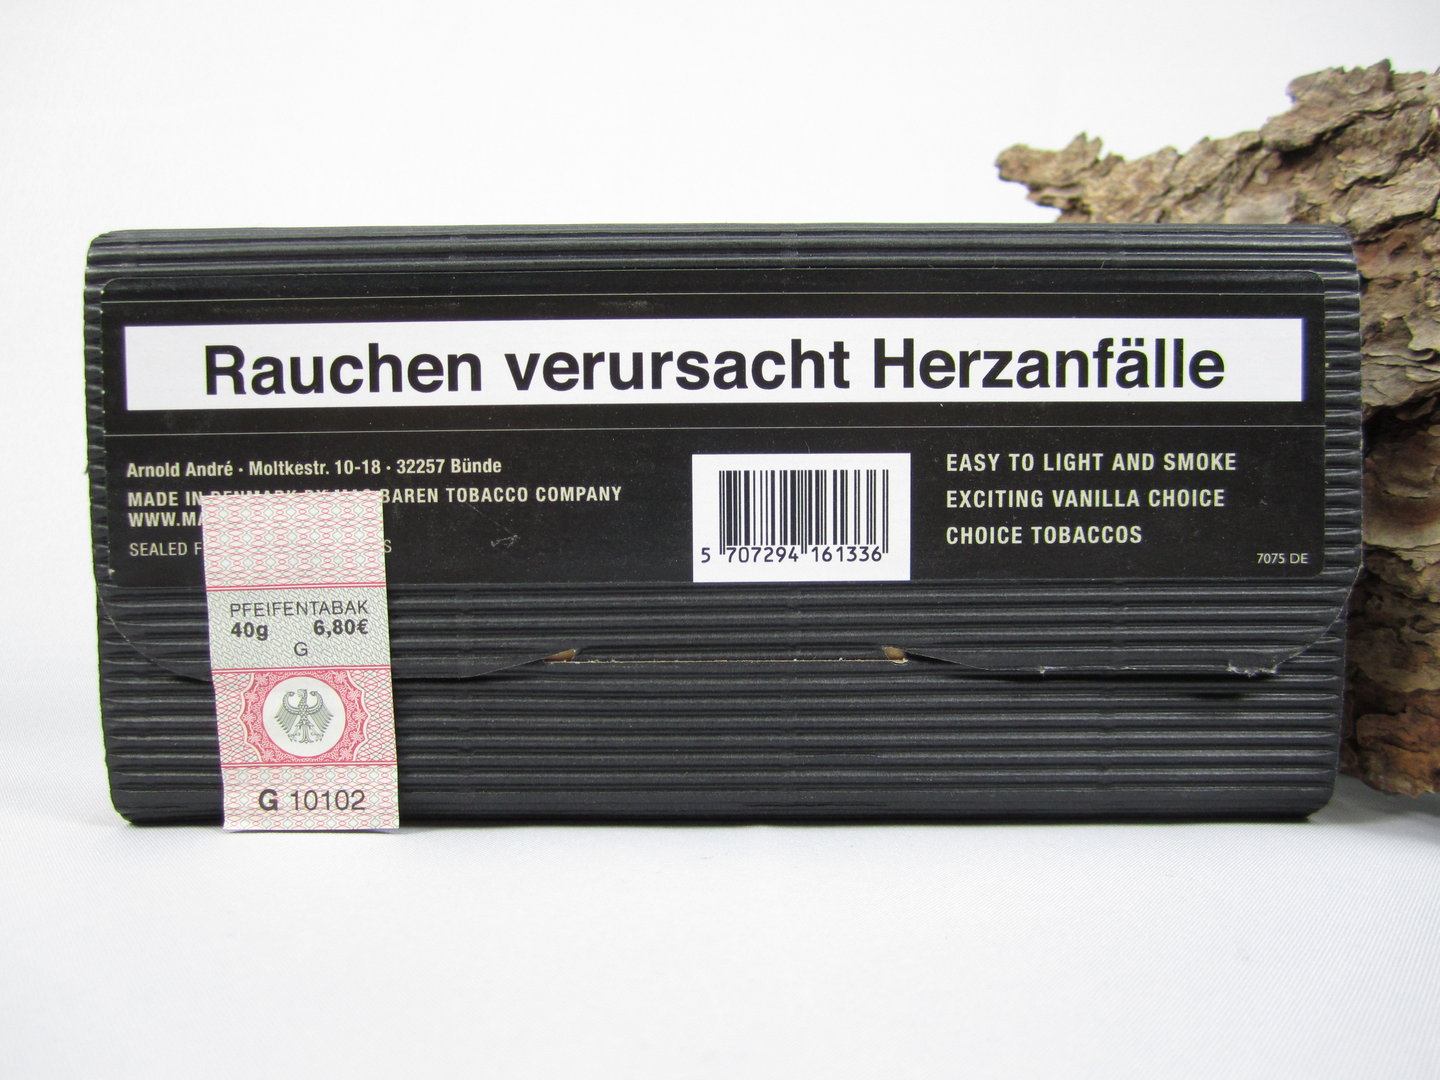 Rauchen verursacht Herzanfälle
Arnold André · Moltkestr. 10-18 · 32257 Bünde
MADE IN DENMARK BY MAC BAREN TOBACCO COMPANY
WWW.MA
SEALED F
S
EASY TO LIGHT AND SMOKE
EXCITING VANILLA CHOICE
CHOICE TOBACCOS
7075 DE
5 707294 161336
PFEIFENTABAK
40g 6,80€
G
G 10102